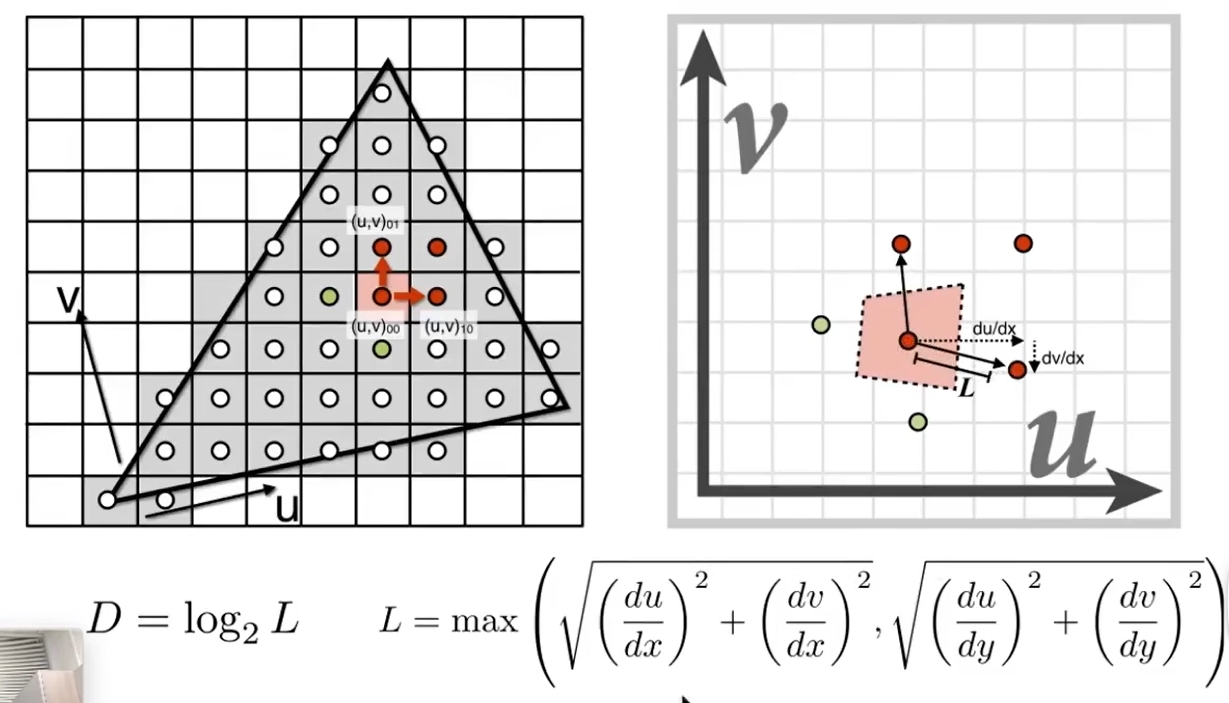 (u,v)01
(u,v)00
(u,v)10
v
u
v
du/dx
dv/dx
L
u
D = log₂ L
L = max ( √( (du/dx)² + (dv/dx)² ), √( (du/dy)² + (dv/dy)² ) )